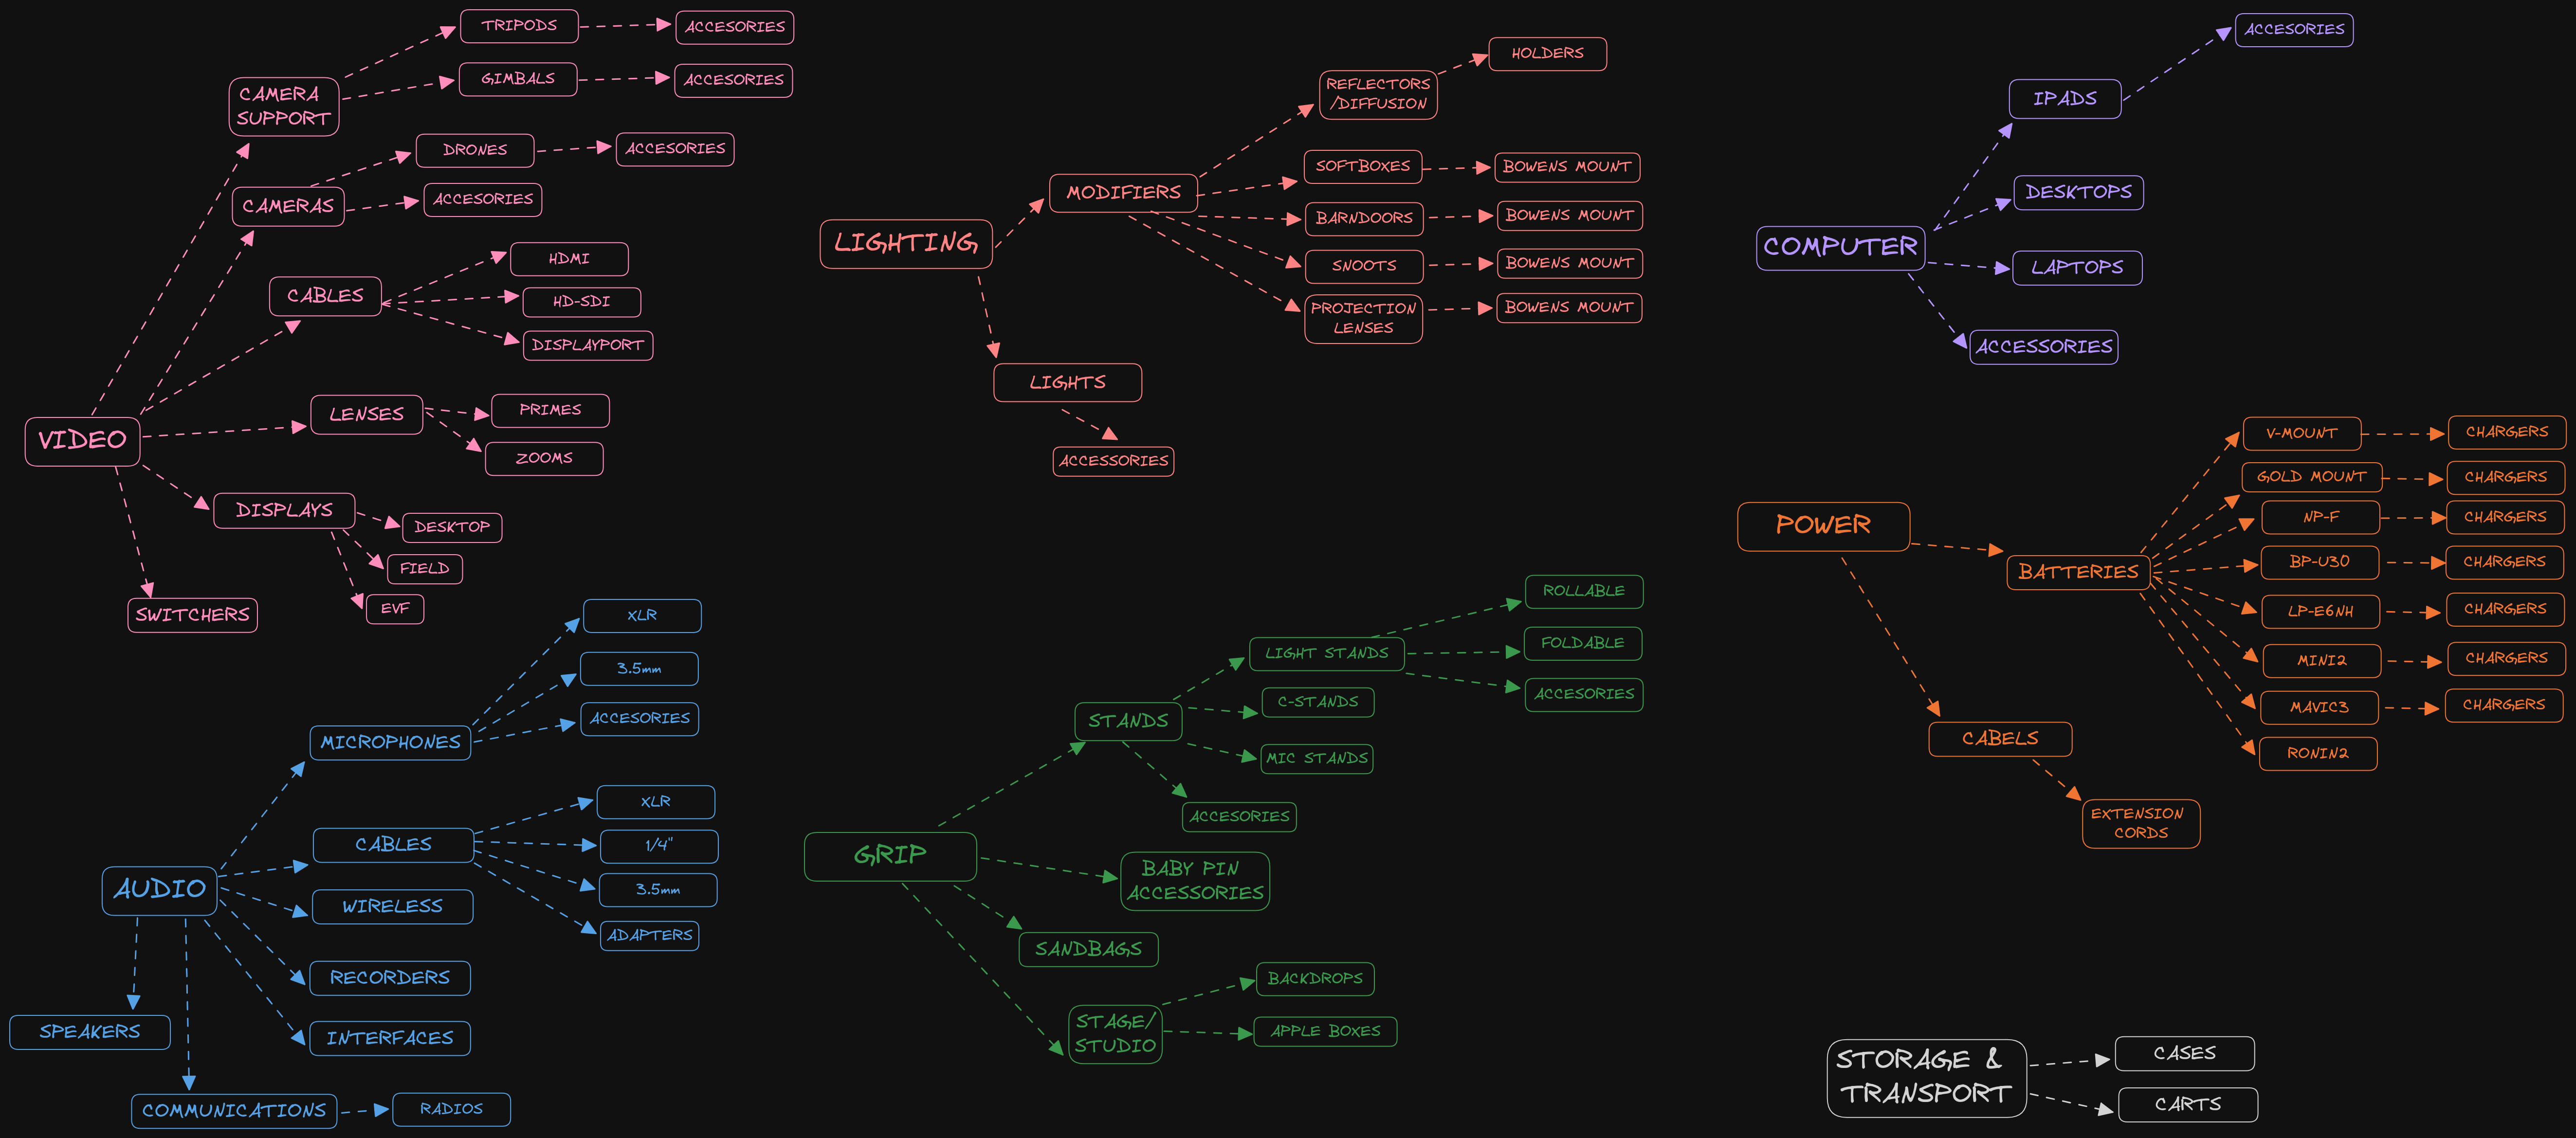 TRIPODS
ACCESORIES
GIMBALS
ACCESORIES
CAMERA
SUPPORT
DRONES
ACCESORIES
CAMERAS
ACCESORIES
HDMI
CABLES
HD-SDI
DISPLAYPORT
LENSES
PRIMES
VIDEO
ZOOMS
DISPLAYS
DESKTOP
FIELD
EVF
SWITCHERS
XLR
3.5mm
ACCESORIES
MICROPHONES
XLR
CABLES
1/4"
3.5mm
AUDIO
WIRELESS
ADAPTERS
RECORDERS
SPEAKERS
INTERFACES
COMMUNICATIONS
RADIOS
HOLDERS
REFLECTORS
/DIFFUSION
SOFTBOXES
BOWENS MOUNT
MODIFIERS
BARNDOORS
BOWENS MOUNT
LIGHTING
SNOOTS
BOWENS MOUNT
PROJECTION
LENSES
BOWENS MOUNT
LIGHTS
ACCESSORIES
ROLLABLE
LIGHT STANDS
FOLDABLE
ACCESORIES
C-STANDS
STANDS
MIC STANDS
ACCESORIES
GRIP
BABY PIN
ACCESSORIES
SANDBAGS
BACKDROPS
STAGE/
STUDIO
APPLE BOXES
ACCESORIES
IPADS
DESKTOPS
COMPUTER
LAPTOPS
ACCESSORIES
V-MOUNT
CHARGERS
GOLD MOUNT
CHARGERS
POWER
NP-F
CHARGERS
BATTERIES
BP-U30
CHARGERS
LP-E6NH
CHARGERS
MINI2
CHARGERS
MAVIC3
CHARGERS
RONIN2
CABELS
EXTENSION
CORDS
STORAGE &
TRANSPORT
CASES
CARTS